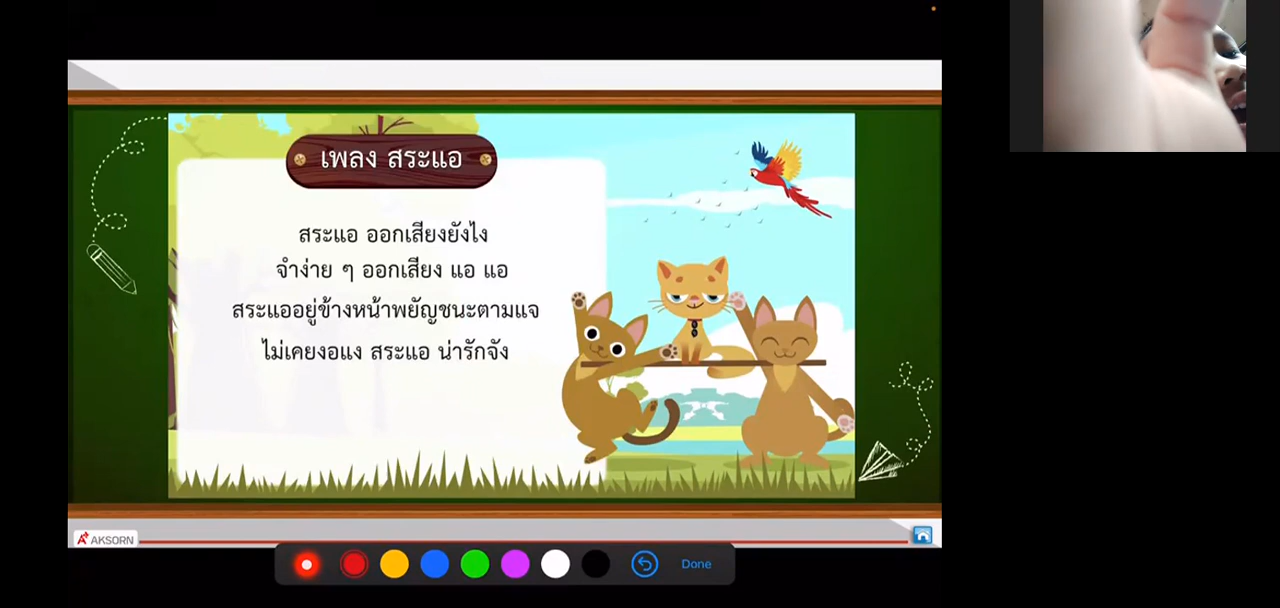 เพลง สระแอ
สระแอ ออกเสียงยังไง
จำง่าย ๆ ออกเสียง แอ แอ
สระแออยู่ข้างหน้าพยัญชนะตามแจ
ไม่เคยงอแง สระแอ น่ารักจัง
AKSORN
Done